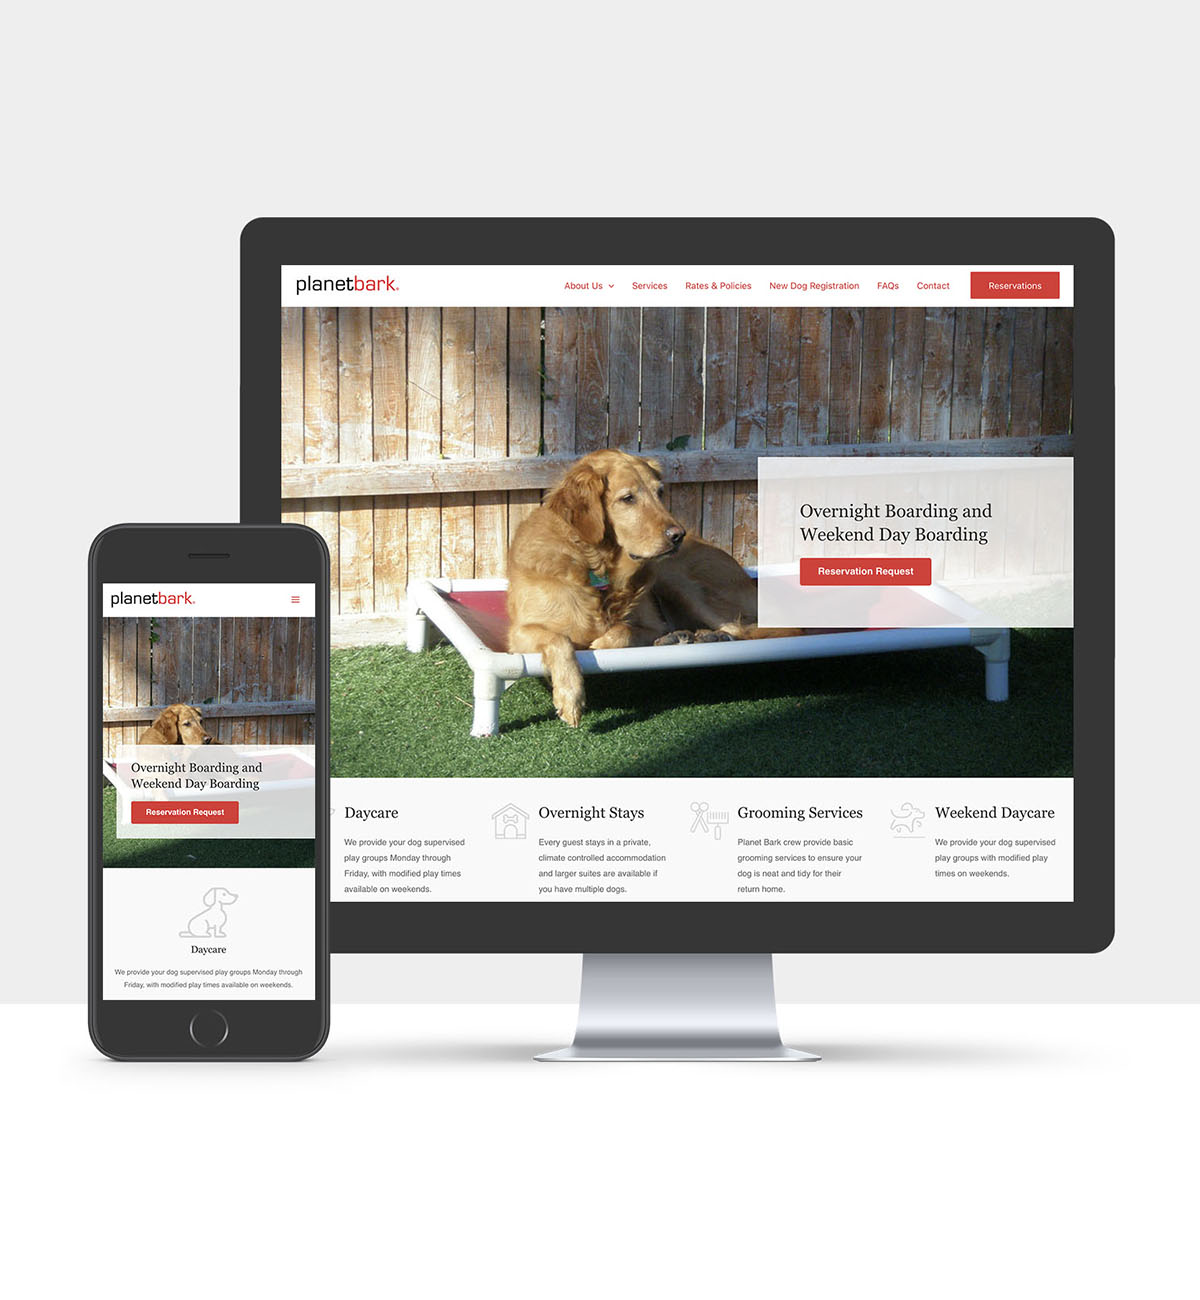 planetbark.
About Us Services Rates & Policies New Dog Registration FAQs Contact Reservations
Overnight Boarding and
Weekend Day Boarding
Reservation Request
Daycare
We provide your dog supervised
play groups Monday through
Friday, with modified play times
available on weekends.
Overnight Stays
Every guest stays in a private,
climate controlled accommodation
and larger suites are available if
you have multiple dogs.
Grooming Services
Planet Bark crew provide basic
grooming services to ensure your
dog is neat and tidy for their
return home.
Weekend Daycare
We provide your dog supervised
play groups with modified play
times on weekends.
planetbark.
Overnight Boarding and
Weekend Day Boarding
Reservation Request
Daycare
We provide your dog supervised play groups Monday through
Friday, with modified play times available on weekends.